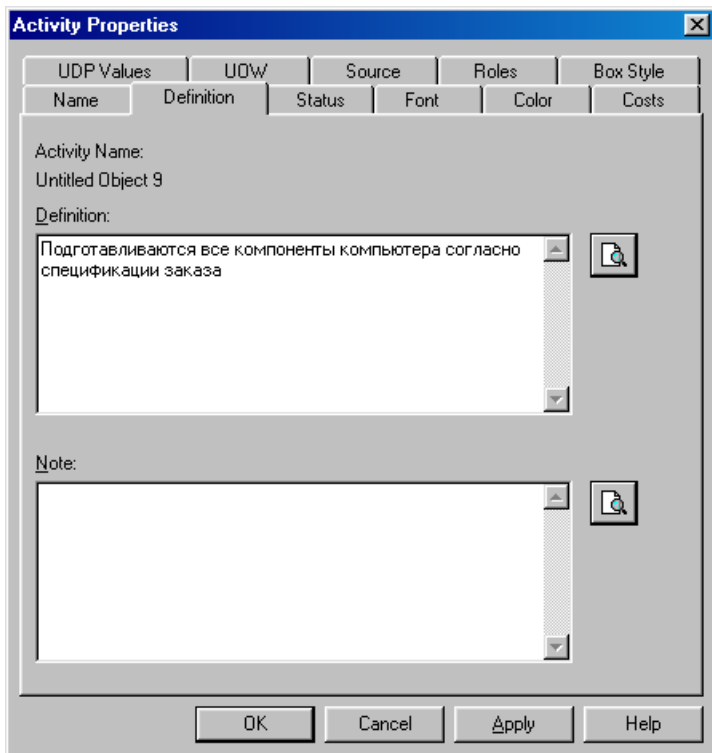 Activity Properties
UDP Values UOW Source Roles Box Style
Name Definition Status Font Color Costs
Activity Name:
Untitled Object 9
Definition:
Подготавливаются все компоненты компьютера согласно
спецификации заказа
Note:
OK Cancel Apply Help